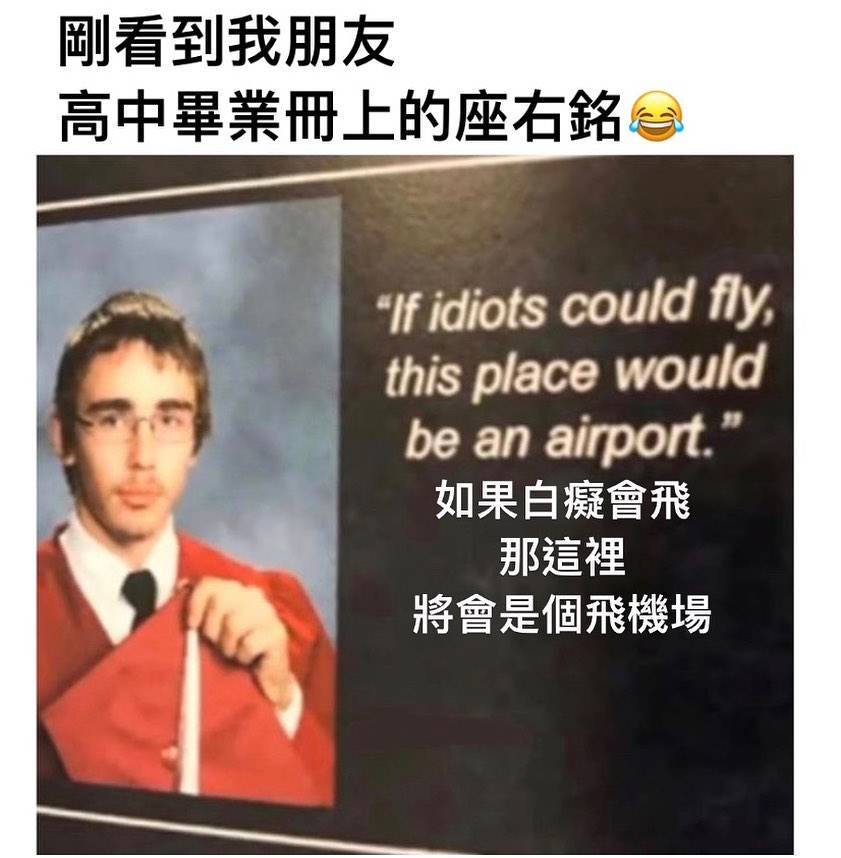 剛看到我朋友
高中畢業冊上的座右銘😂
“If idiots could fly,
this place would
be an airport.”
如果白癡會飛
那這裡
將會是個飛機場